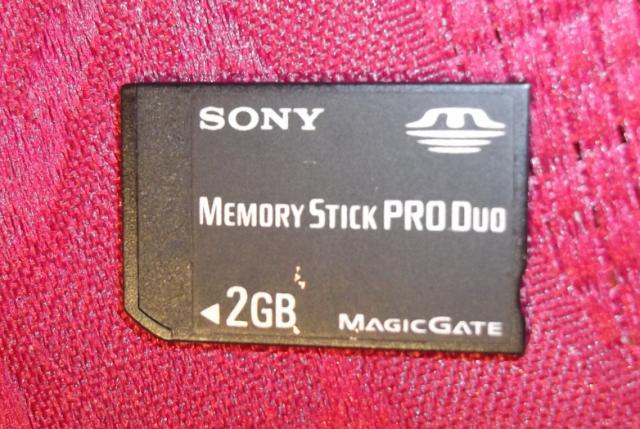 SONY
MEMORY STICK PRO DUO
2GB
MAGICGATE